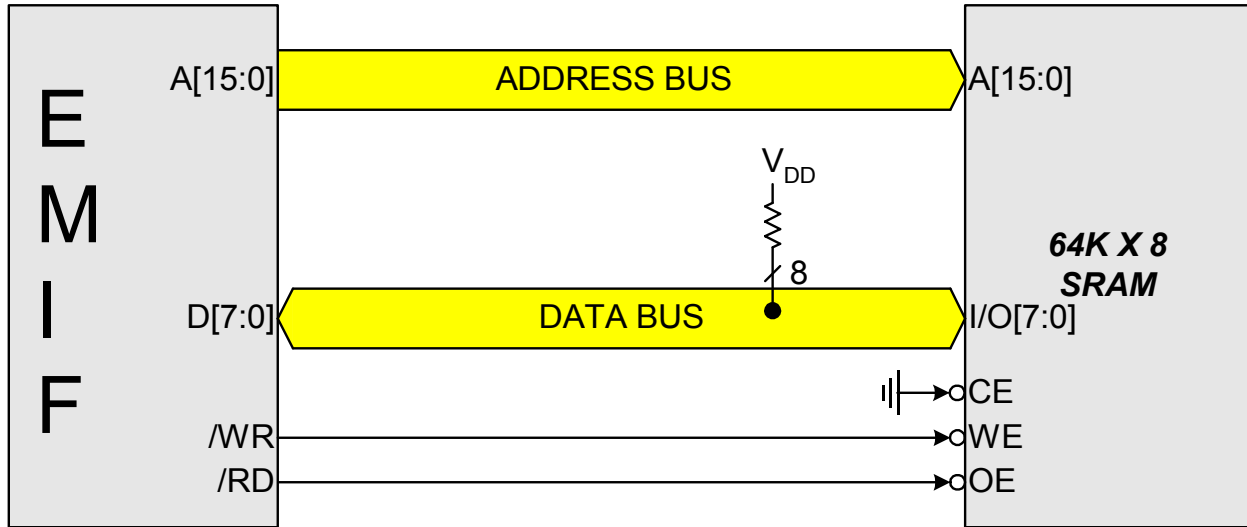 EMIF
A[15:0]
ADDRESS BUS
A[15:0]
VDD
8
64K X 8
SRAM
D[7:0]
DATA BUS
I/O[7:0]
CE
/WR
WE
/RD
OE